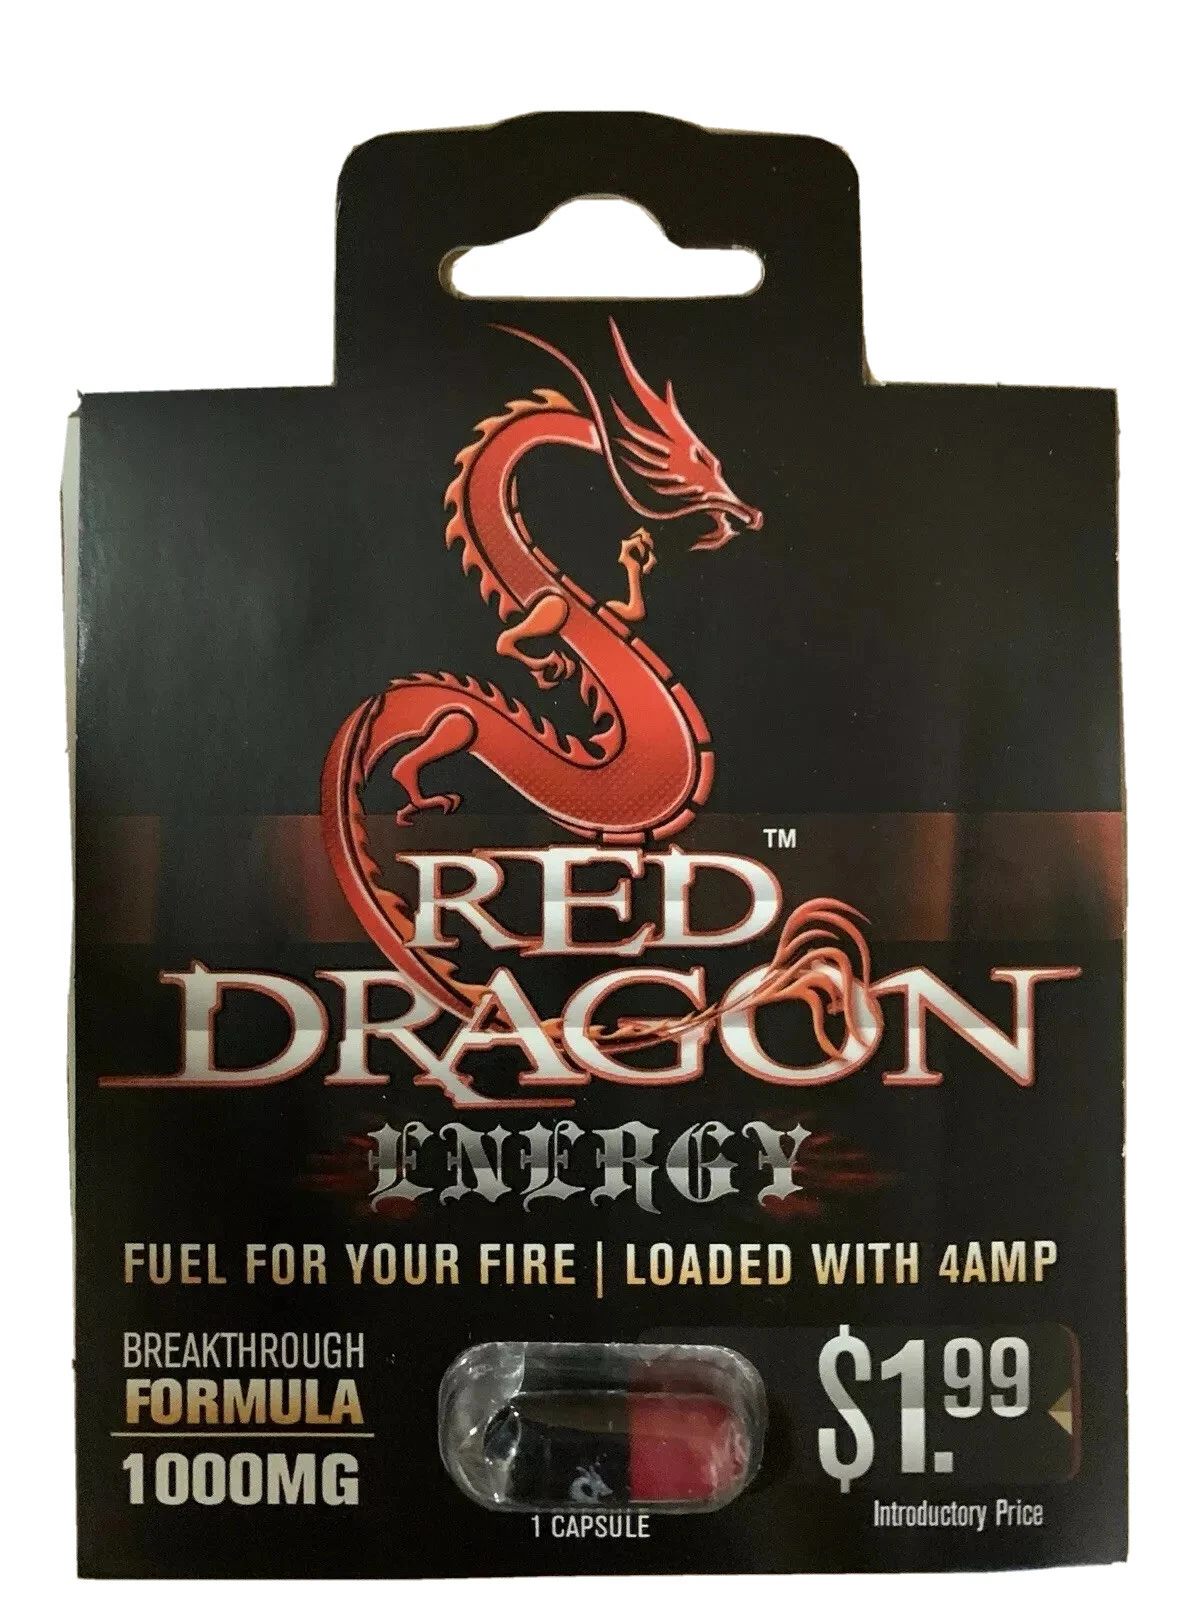 RED™
DRAGON
ENERGY
FUEL FOR YOUR FIRE | LOADED WITH 4AMP
BREAKTHROUGH
FORMULA
1000MG
1 CAPSULE
$1.99
Introductory Price